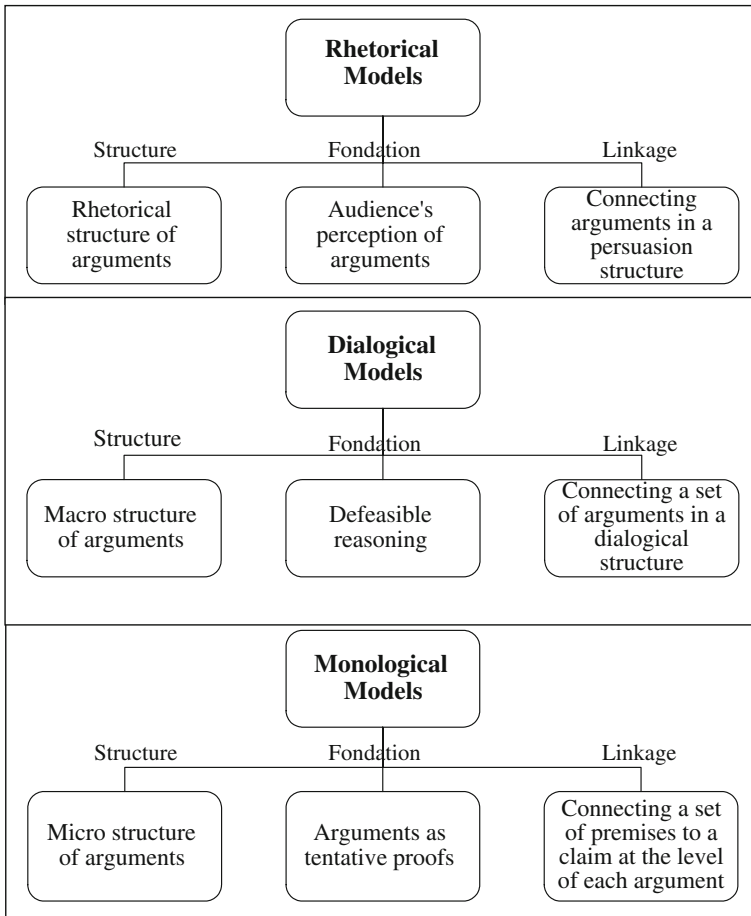 Rhetorical
Models
Structure
Fondation
Linkage
Rhetorical
structure of
arguments
Audience's
perception of
arguments
Connecting
arguments in a
persuasion
structure
Dialogical
Models
Structure
Fondation
Linkage
Macro structure
of arguments
Defeasible
reasoning
Connecting a set
of arguments in a
dialogical
structure
Monological
Models
Structure
Fondation
Linkage
Micro structure
of arguments
Arguments as
tentative proofs
Connecting a set
of premises to a
claim at the level
of each argument